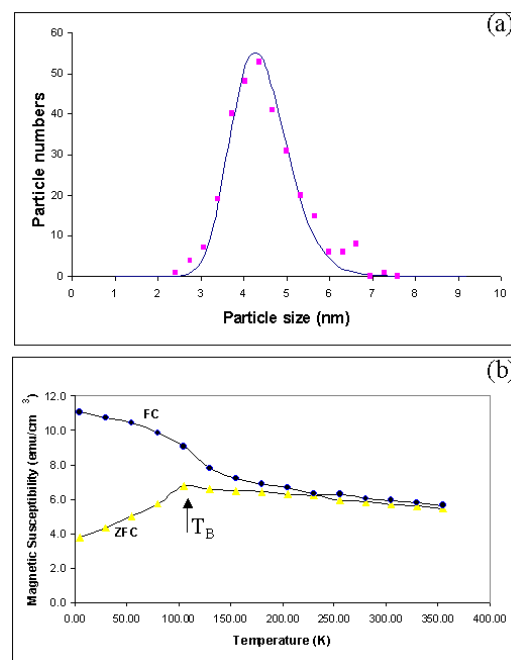 (a)
60
50
40
30
20
10
0
Particle numbers
0 1 2 3 4 5 6 7 8 9 10
Particle size (nm)
(b)
12.0
10.0
8.0
6.0
4.0
2.0
0.0
Magnetic Susceptibility (emu/cm³)
FC
ZFC
T_B
0.00 50.00 100.00 150.00 200.00 250.00 300.00 350.00 400.00
Temperature (K)